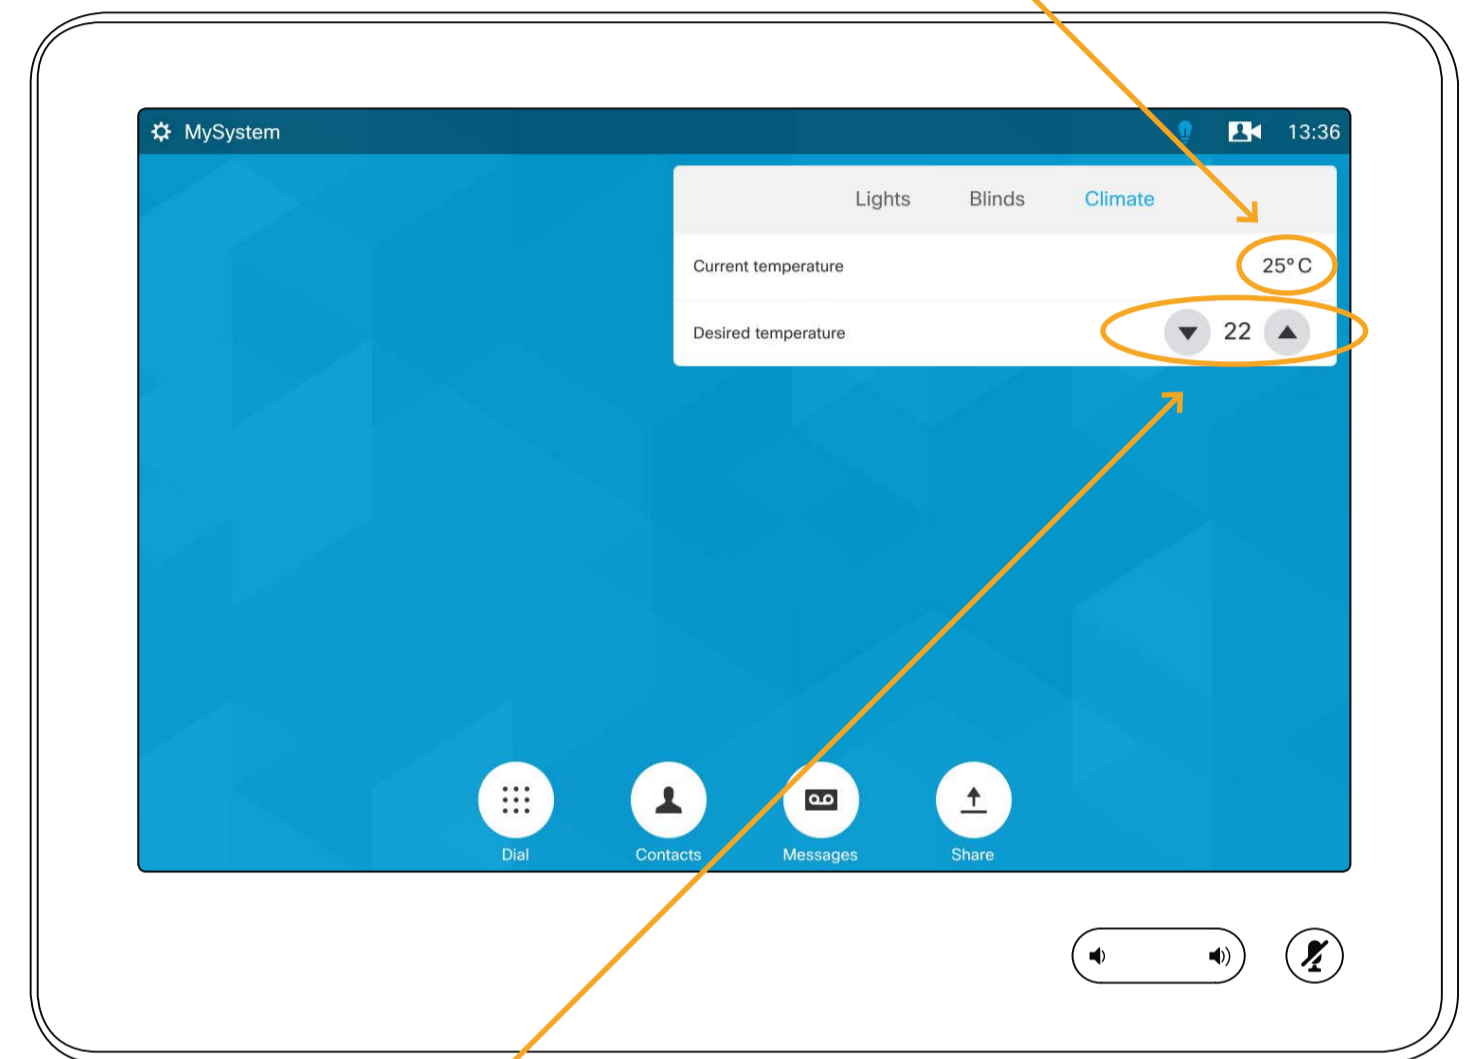 MySystem
13:36
Lights Blinds Climate
Current temperature 25° C
Desired temperature 22
Dial Contacts Messages Share